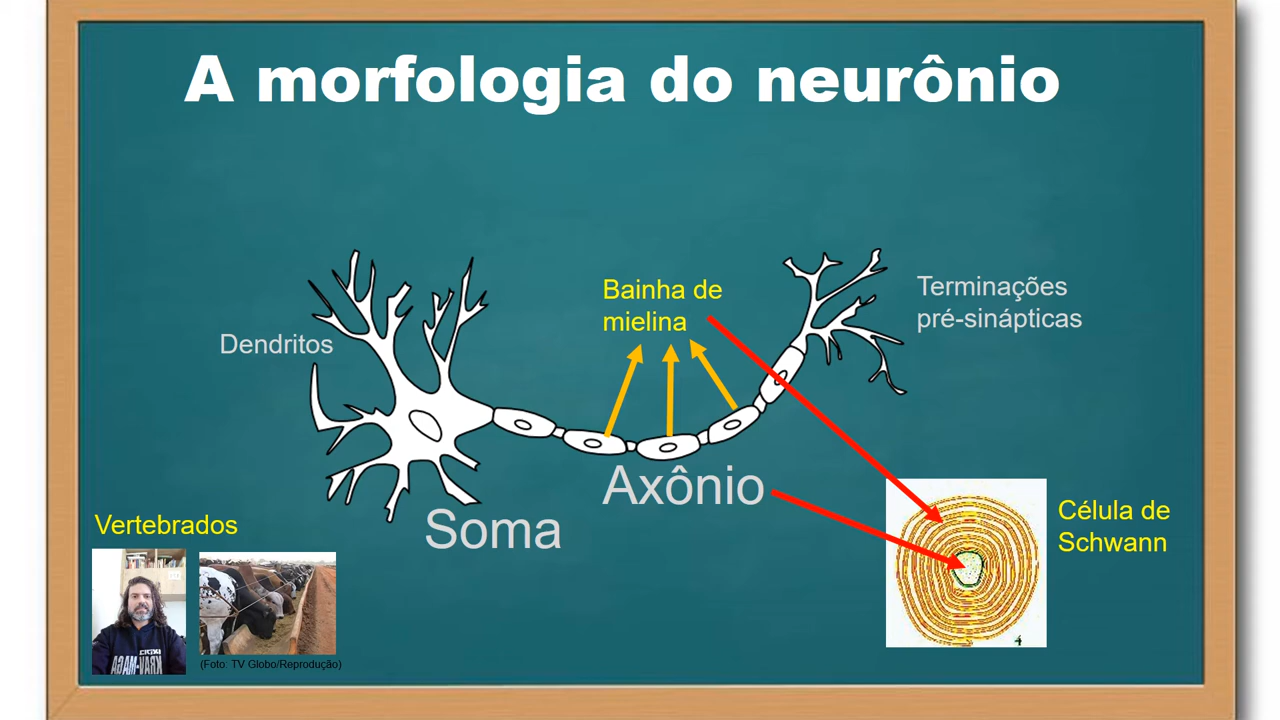 A morfologia do neurônio
Bainha de
mielina
Terminações
pré-sinápticas
Dendritos
Axônio
Soma
Célula de
Schwann
Vertebrados
(Foto: TV Globo/Reprodução)